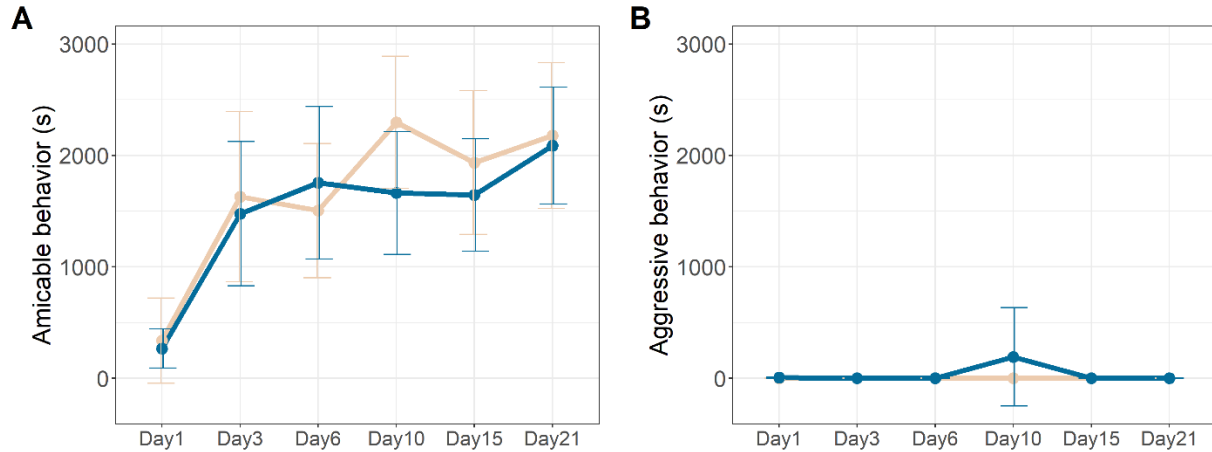 A
Amicable behavior (s)
3000
2000
1000
0
Day1 Day3 Day6 Day10 Day15 Day21
B
Aggressive behavior (s)
3000
2000
1000
0
Day1 Day3 Day6 Day10 Day15 Day21